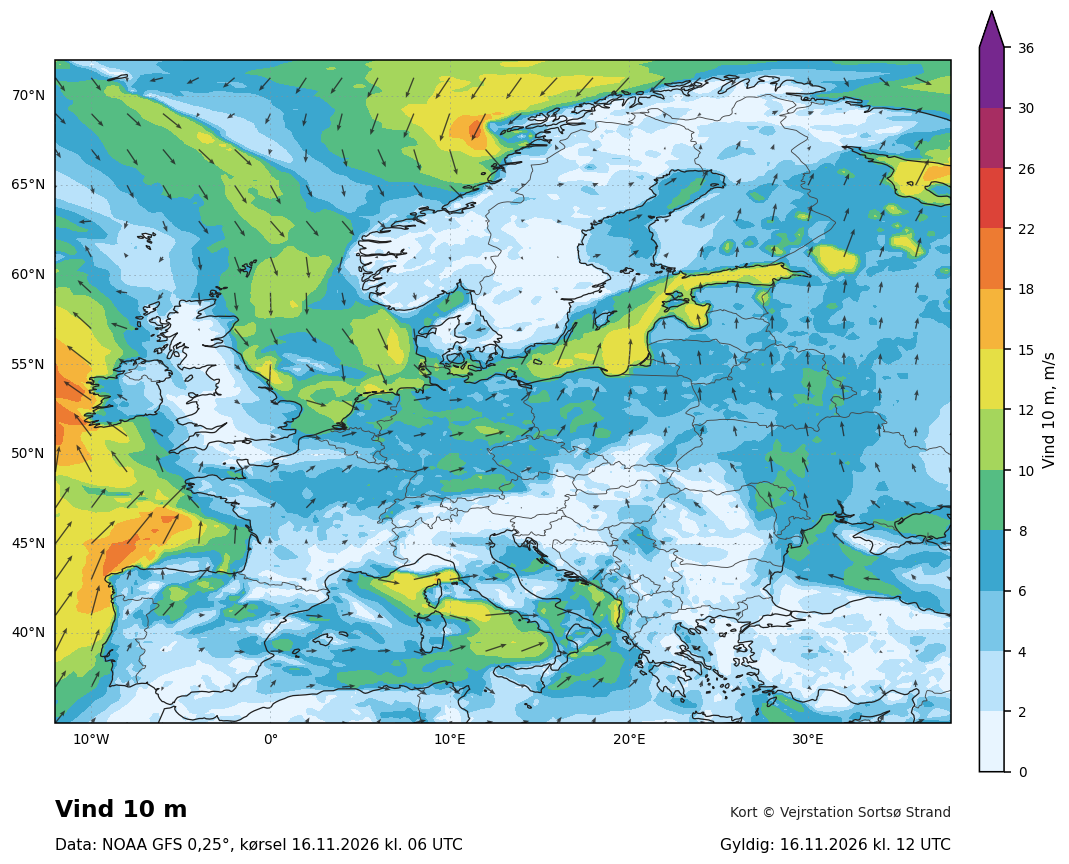 70°N
65°N
60°N
55°N
50°N
45°N
40°N
10°W
0°
10°E
20°E
30°E
36
30
26
22
18
15
12
10
8
6
4
2
0
Vind 10 m, m/s
Vind 10 m
Kort © Vejrstation Sortsø Strand
Data: NOAA GFS 0,25°, kørsel 16.11.2026 kl. 06 UTC
Gyldig: 16.11.2026 kl. 12 UTC